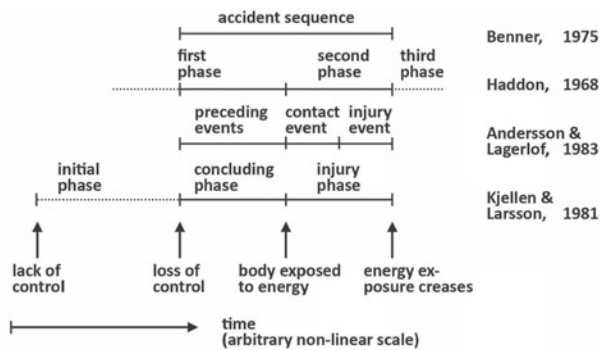 accident sequence
Benner, 1975
first phase
second phase
third phase
Haddon, 1968
preceding events
contact event
injury event
Andersson &
Lagerlof, 1983
initial phase
concluding phase
injury phase
Kjellen &
Larsson, 1981
lack of control
loss of control
body exposed to energy
energy ex-
posure creases
time
(arbitrary non-linear scale)